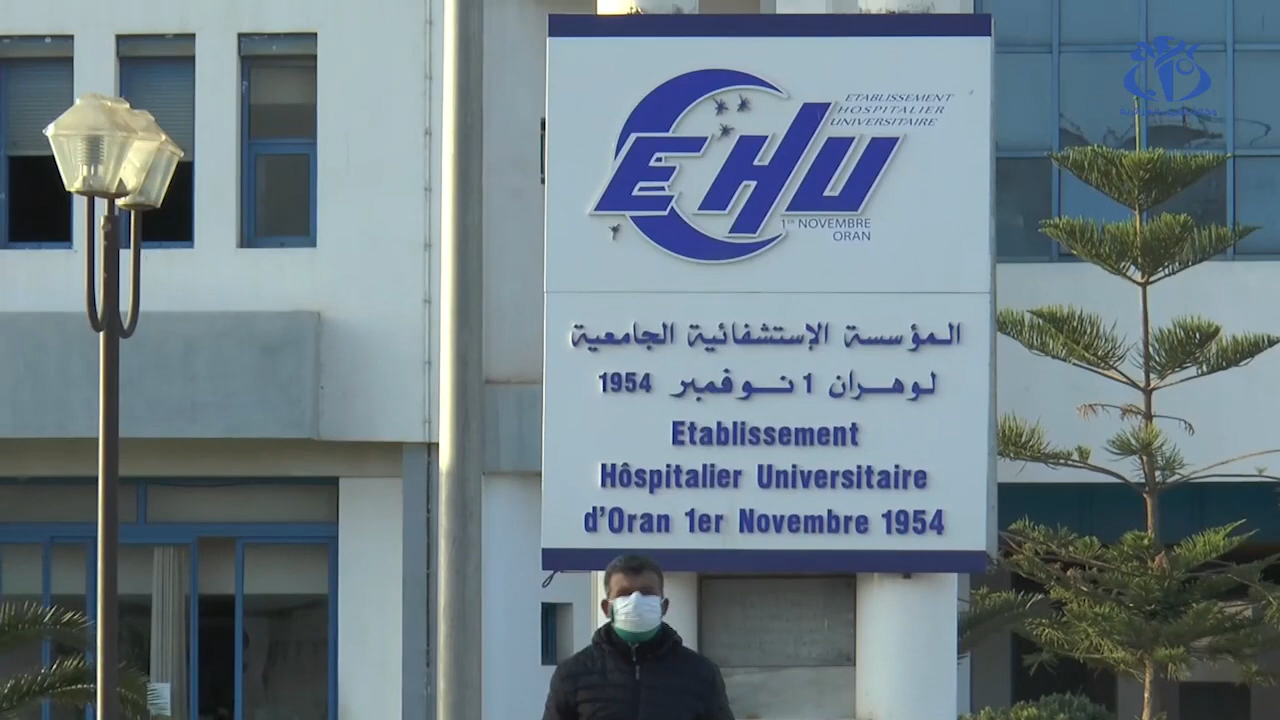 ETABLISSEMENT
HOSPITALIER
UNIVERSITAIRE
EHU
1ER NOVEMBRE
ORAN
المؤسسة الإستشفائية الجامعية
لوهران 1 نوفمبر 1954
Etablissement
Hôspitalier Universitaire
d'Oran 1er Novembre 1954